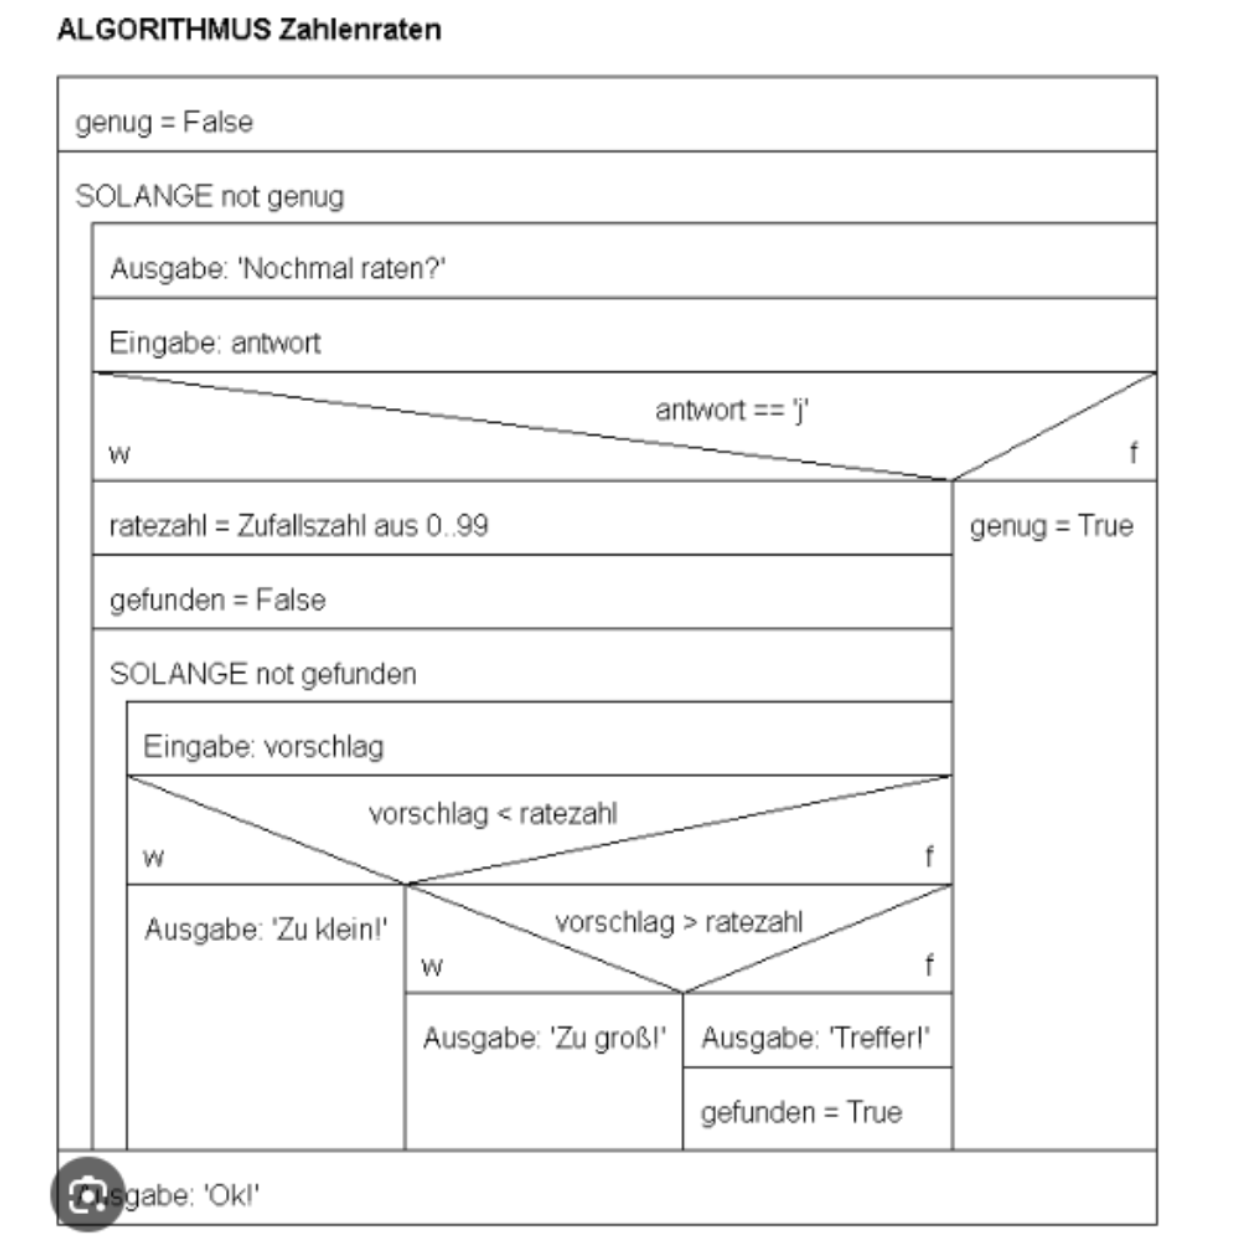 ALGORITHMUS Zahlenraten
genug = False
SOLANGE not genug
Ausgabe: 'Nochmal raten?'
Eingabe: antwort
antwort == 'j'
w
f
ratezahl = Zufallszahl aus 0..99
genug = True
gefunden = False
SOLANGE not gefunden
Eingabe: vorschlag
vorschlag < ratezahl
w
f
Ausgabe: 'Zu klein!'
vorschlag > ratezahl
w
f
Ausgabe: 'Zu groß!'
Ausgabe: 'Treffer!'
gefunden = True
Ausgabe: 'Ok!'